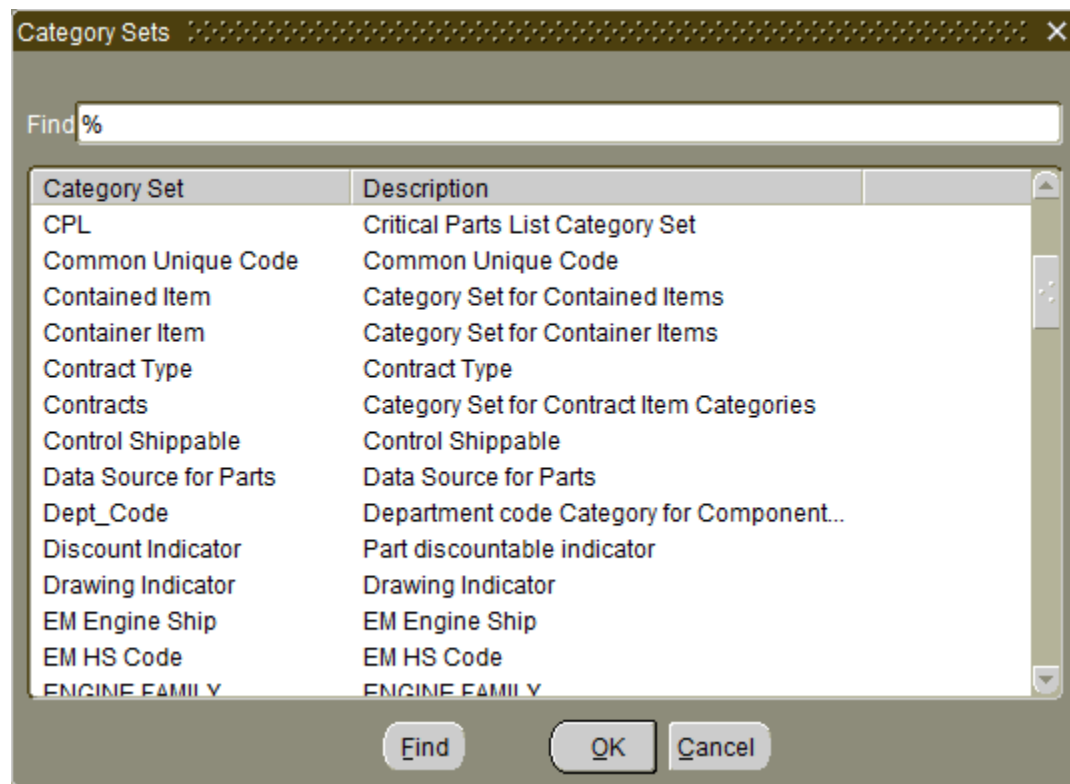 Category Sets
Find %
Category Set Description
CPL Critical Parts List Category Set
Common Unique Code Common Unique Code
Contained Item Category Set for Contained Items
Container Item Category Set for Container Items
Contract Type Contract Type
Contracts Category Set for Contract Item Categories
Control Shippable Control Shippable
Data Source for Parts Data Source for Parts
Dept_Code Department code Category for Component...
Discount Indicator Part discountable indicator
Drawing Indicator Drawing Indicator
EM Engine Ship EM Engine Ship
EM HS Code EM HS Code
ENGINE FAMILY ENGINE FAMILY
Find OK Cancel